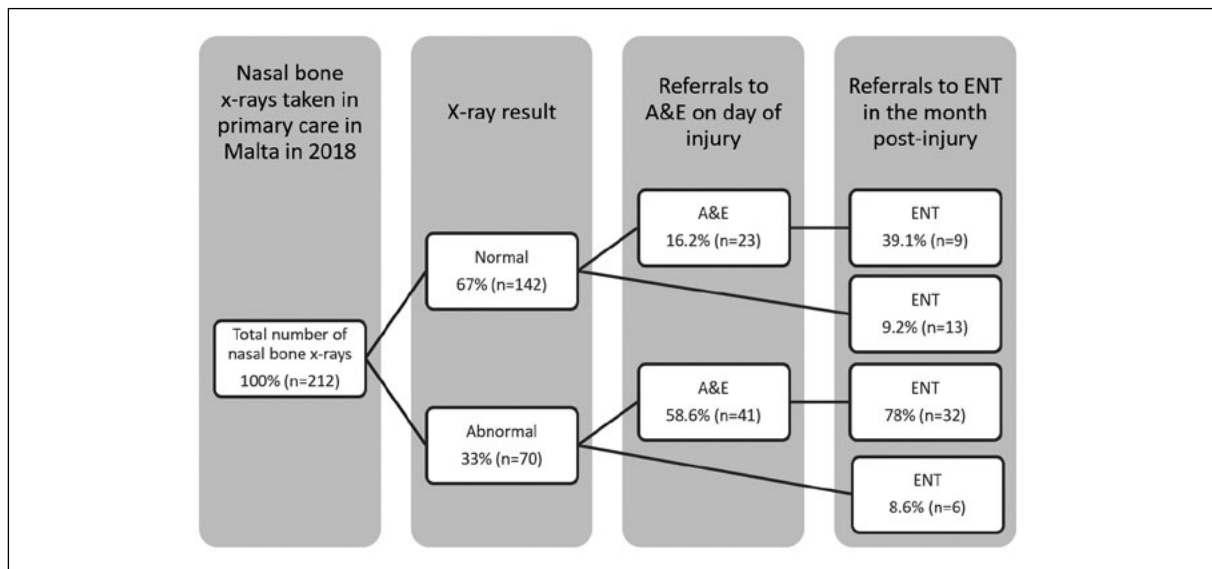 Nasal bone
x-rays taken in
primary care in
Malta in 2018
X-ray result
Referrals to
A&E on day of
injury
Referrals to ENT
in the month
post-injury
Total number of
nasal bone x-rays
100% (n=212)
Normal
67% (n=142)
Abnormal
33% (n=70)
A&E
16.2% (n=23)
A&E
58.6% (n=41)
ENT
39.1% (n=9)
ENT
9.2% (n=13)
ENT
78% (n=32)
ENT
8.6% (n=6)